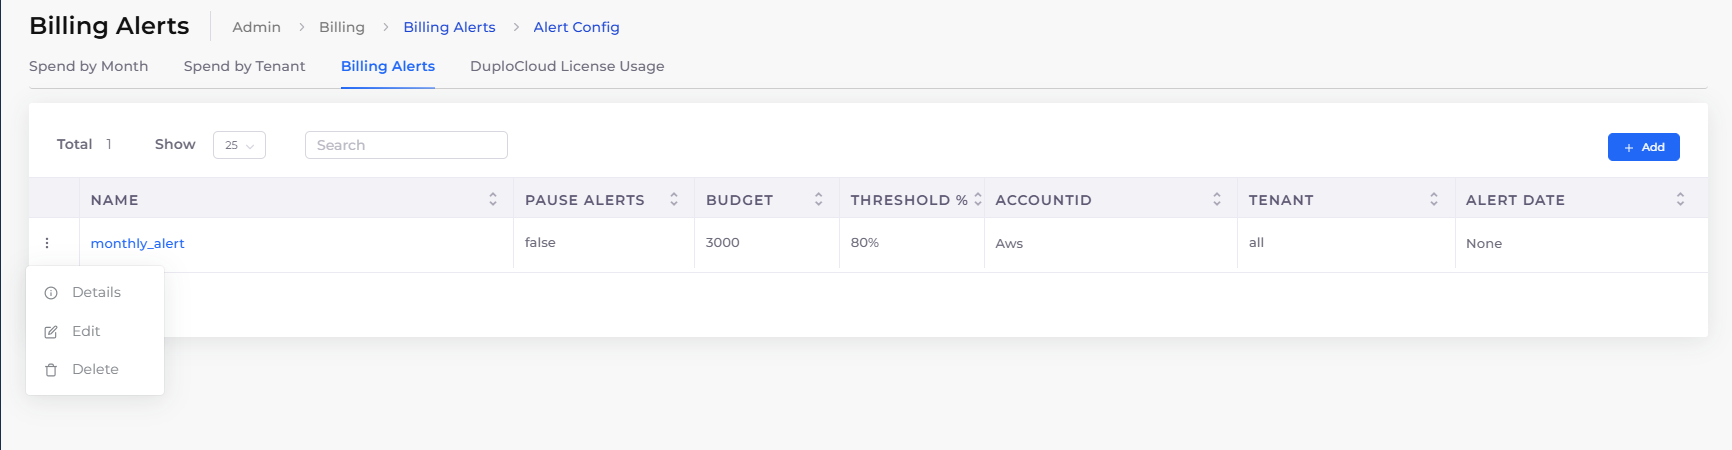 Billing Alerts Admin > Billing > Billing Alerts > Alert Config
Spend by Month Spend by Tenant Billing Alerts DuploCloud License Usage
Total 1 Show 25 Search + Add
NAME PAUSE ALERTS BUDGET THRESHOLD % ACCOUNTID TENANT ALERT DATE
monthly_alert false 3000 80% Aws all None
Details
Edit
Delete